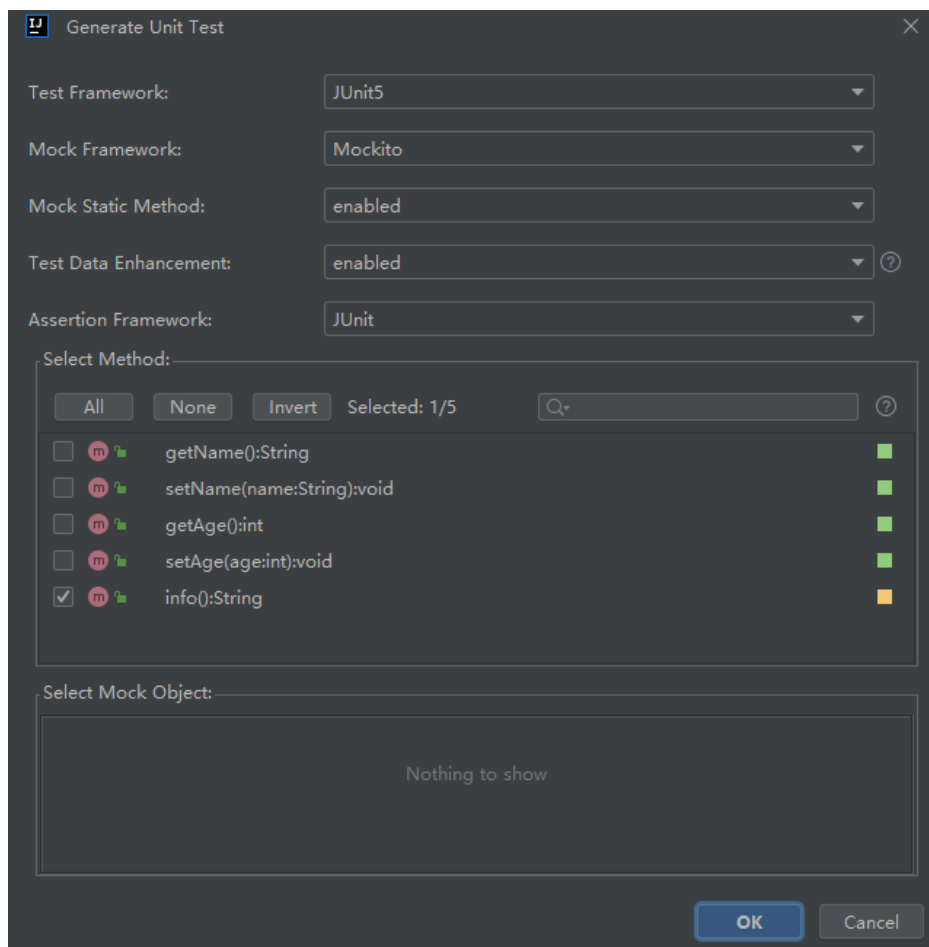 IJ Generate Unit Test
Test Framework: JUnit5
Mock Framework: Mockito
Mock Static Method: enabled
Test Data Enhancement: enabled ?
Assertion Framework: JUnit
Select Method:
All None Invert Selected: 1/5 ?
m getName():String
m setName(name:String):void
m getAge():int
m setAge(age:int):void
m info():String
Select Mock Object:
Nothing to show
OK Cancel